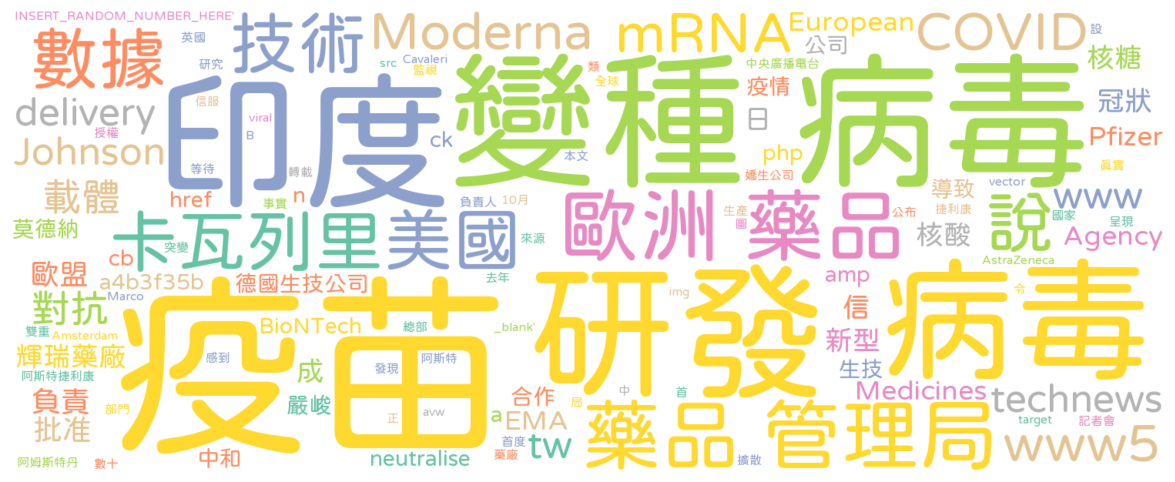 INSERT_RANDOM_NUMBER_HERE'
英國
技術
Moderna
mRNA
European
COVID
設
數據
研究
src
Cavaleri
監視
公司
中央廣播電台
核糖
變種病毒
類
全球
疫情
冠狀
delivery
信服
viral
印度
B
ck
日
授權
Johnson
等待
轉載
本文
php
嬌生公司
Pfizer
真實
載體
href
事實
n
負責人
10月
歐洲
藥品
生產
圖
公布
導致
捷利康
vector
www
國家
呈現
莫德納
卡瓦列里
美國
來源
核酸
說
Agency
突變
歐盟
cb
a4b3f35b
德國生技公司
去年
AstraZeneca
amp
Marco
對抗
疫苗
研發
病毒
img
令
信
雙重
Amsterdam
BioNTech
總部
_blank'
新型
輝瑞藥廠
感到
阿斯特
發現
成
生技
阿斯特捷利康
負責
部門
嚴峻
正
avw
合作
中
首
Medicines
technews
批准
a
EMA
局
藥品管理局
target
記者會
中和
neutralise
首度
tw
藥廠
擴散
www5
阿姆斯特丹
數十